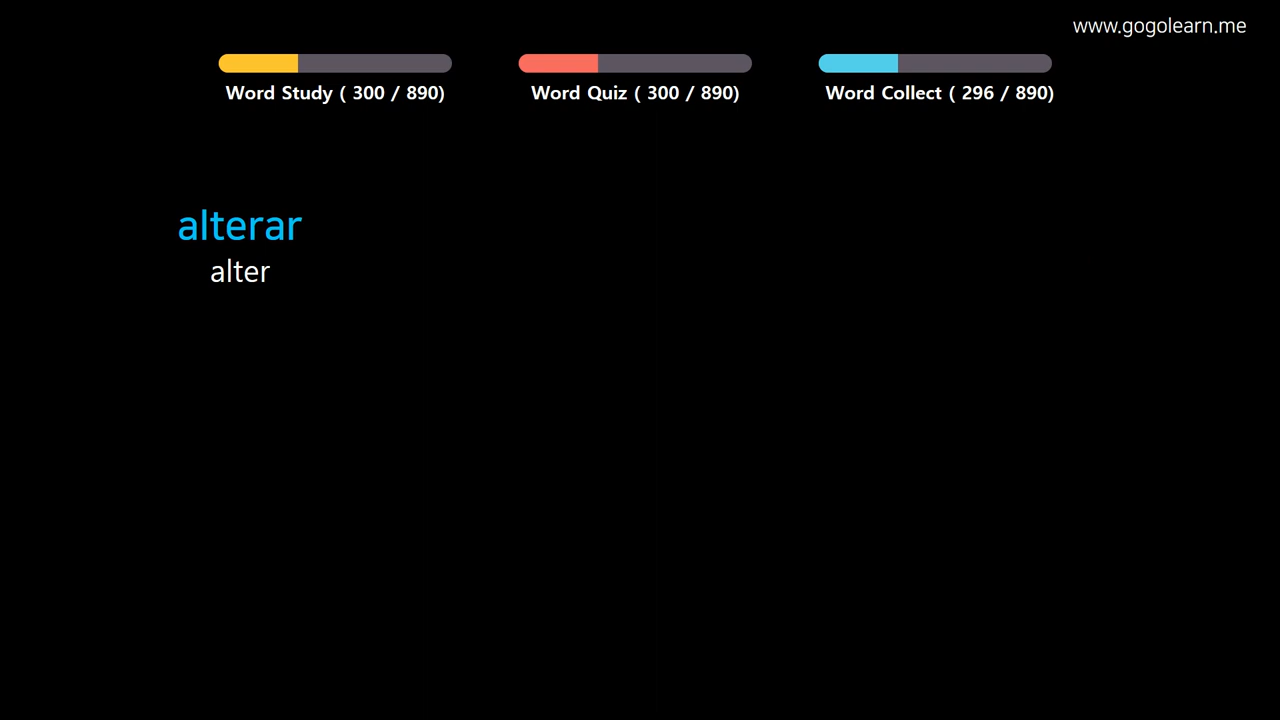 www.gogolearn.me
Word Study ( 300 / 890)
Word Quiz ( 300 / 890)
Word Collect ( 296 / 890)
alterar
alter